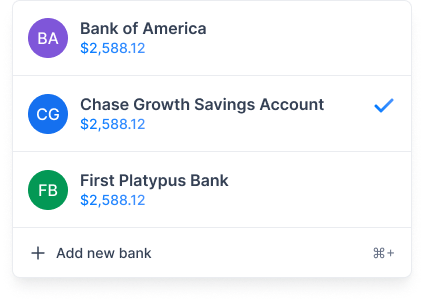 BA
Bank of America
$2,588.12
CG
Chase Growth Savings Account
$2,588.12
FB
First Platypus Bank
$2,588.12
Add new bank
⌘+